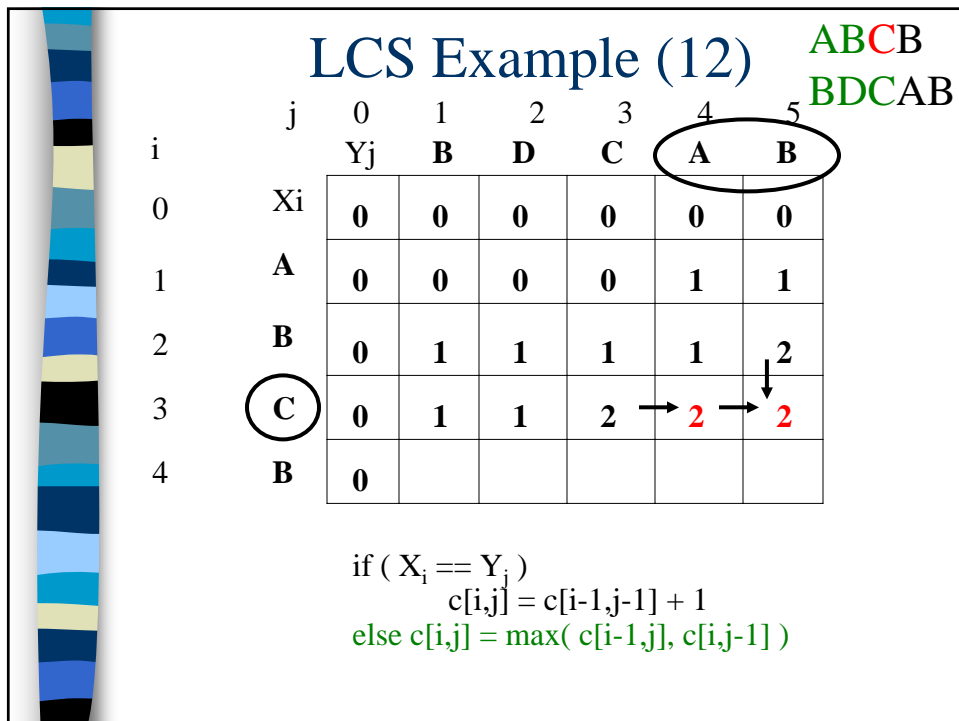 LCS Example (12)
ABCB
BDCAB
j 0 1 2 3 4 5
i Yj B D C A B
0 Xi 0 0 0 0 0 0
1 A 0 0 0 0 1 1
2 B 0 1 1 1 1 2
3 C 0 1 1 2 2 2
4 B 0
if ( Xi == Yj )
c[i,j] = c[i-1,j-1] + 1
else c[i,j] = max( c[i-1,j], c[i,j-1] )